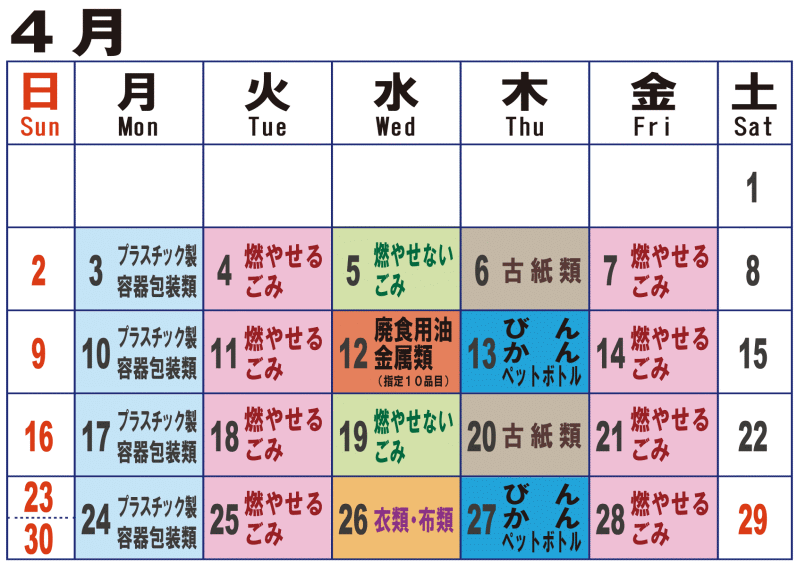 4月
日 月 火 水 木 金 土
Sun Mon Tue Wed Thu Fri Sat
1
2
3 プラスチック製
容器包装類
4 燃やせる
ごみ
5 燃やせない
ごみ
6 古紙類
7 燃やせる
ごみ
8
9
10 プラスチック製
容器包装類
11 燃やせる
ごみ
12 廃食用油
金属類
(指定10品目)
13 びん
かん
ペットボトル
14 燃やせる
ごみ
15
16
17 プラスチック製
容器包装類
18 燃やせる
ごみ
19 燃やせない
ごみ
20 古紙類
21 燃やせる
ごみ
22
23
30
24 プラスチック製
容器包装類
25 燃やせる
ごみ
26 衣類・布類
27 びん
かん
ペットボトル
28 燃やせる
ごみ
29